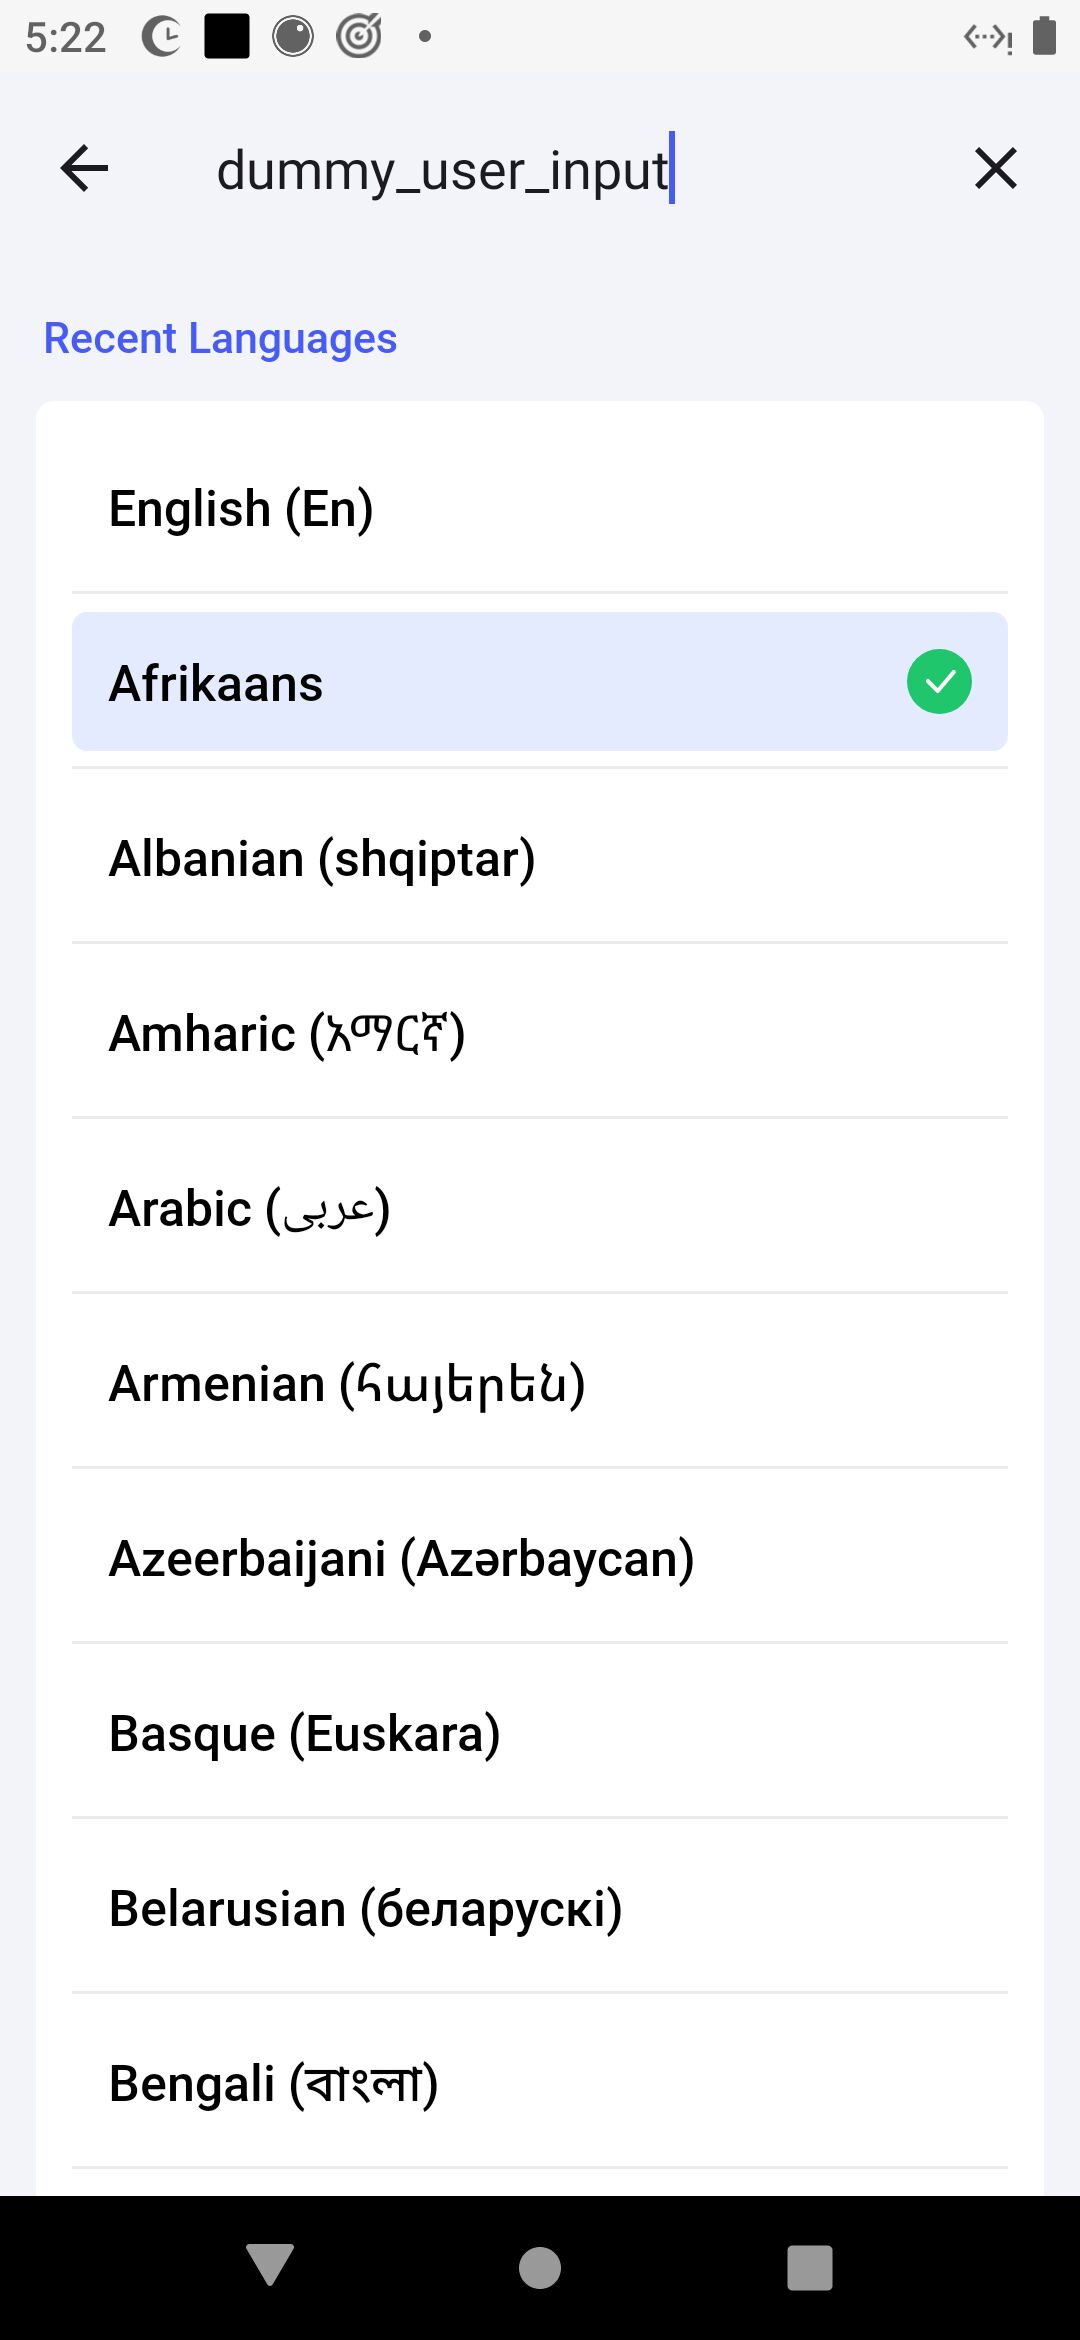 5:22
dummy_user_input
Recent Languages
English (En)
Afrikaans
Albanian (shqiptar)
Amharic (አማርኛ)
Arabic (عربى)
Armenian (հայերեն)
Azeerbaijani (Azərbaycan)
Basque (Euskara)
Belarusian (беларускі)
Bengali (বাংলা)